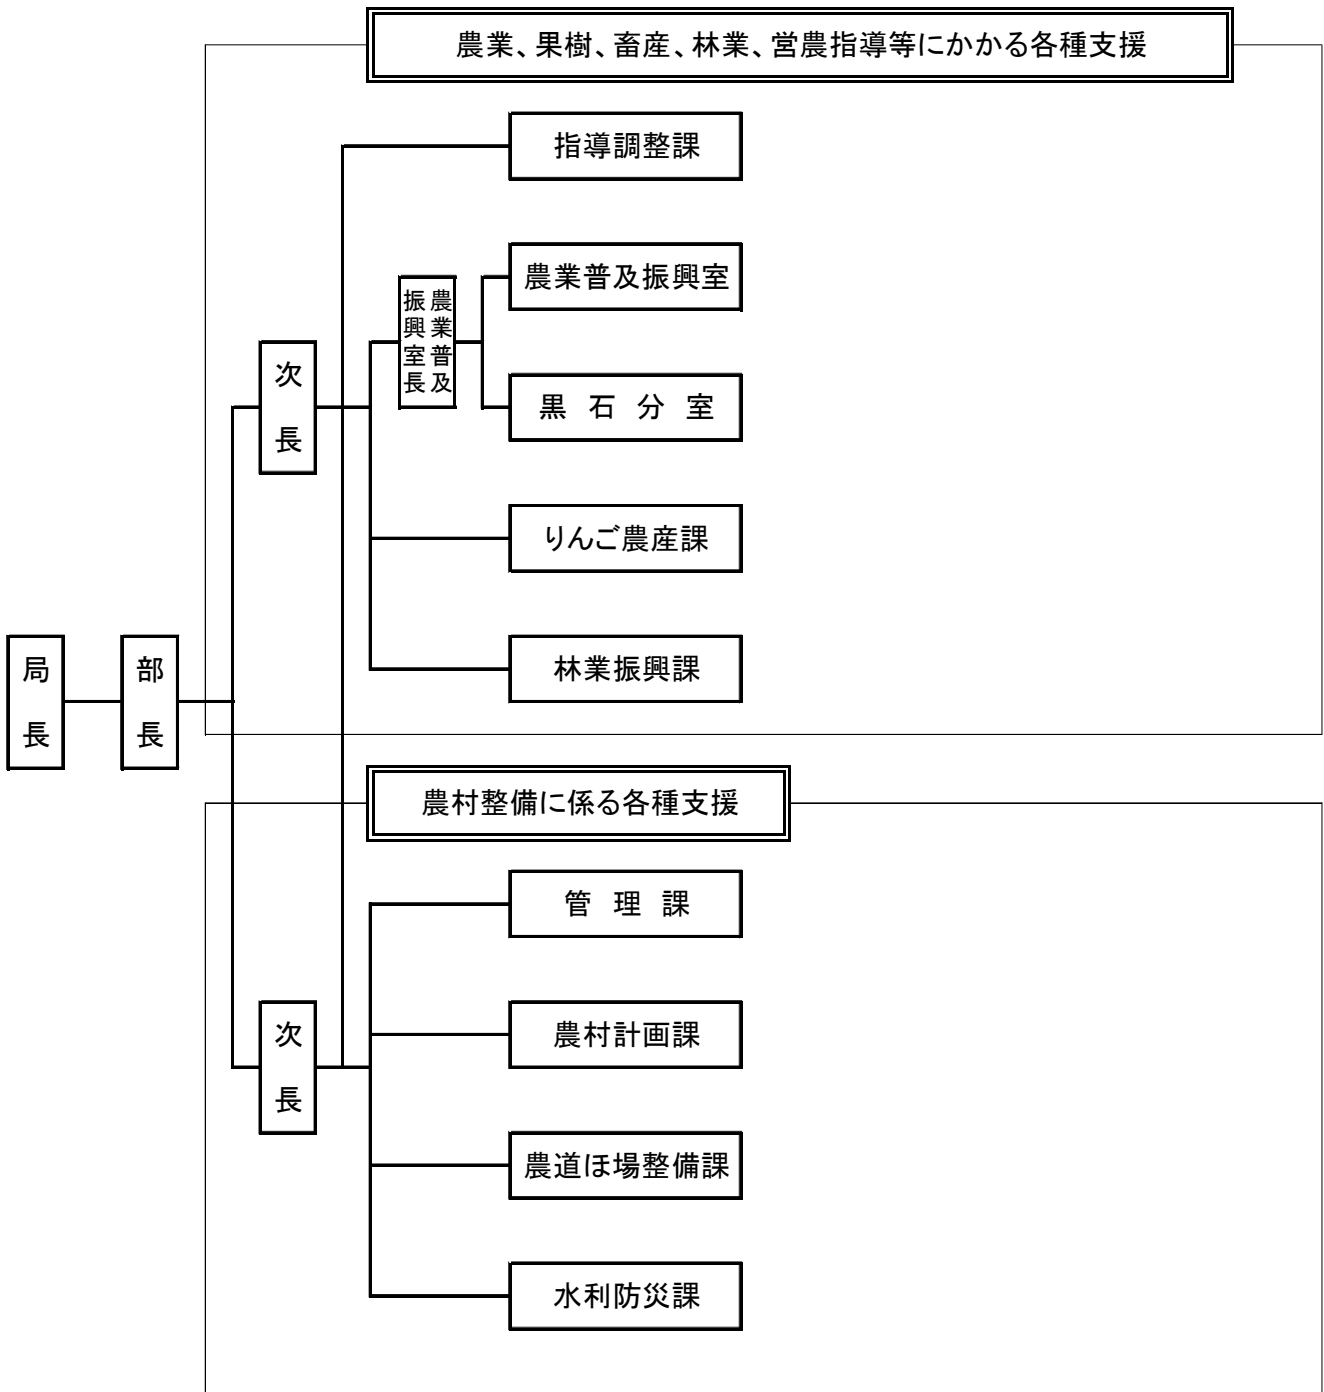 農業、果樹、畜産、林業、営農指導等にかかる各種支援
指導調整課
農業普及振興室
農業普及
振興室長
次長
黒石分室
りんご農産課
林業振興課
局長
部長
農村整備に係る各種支援
管理課
農村計画課
次長
農道ほ場整備課
水利防災課